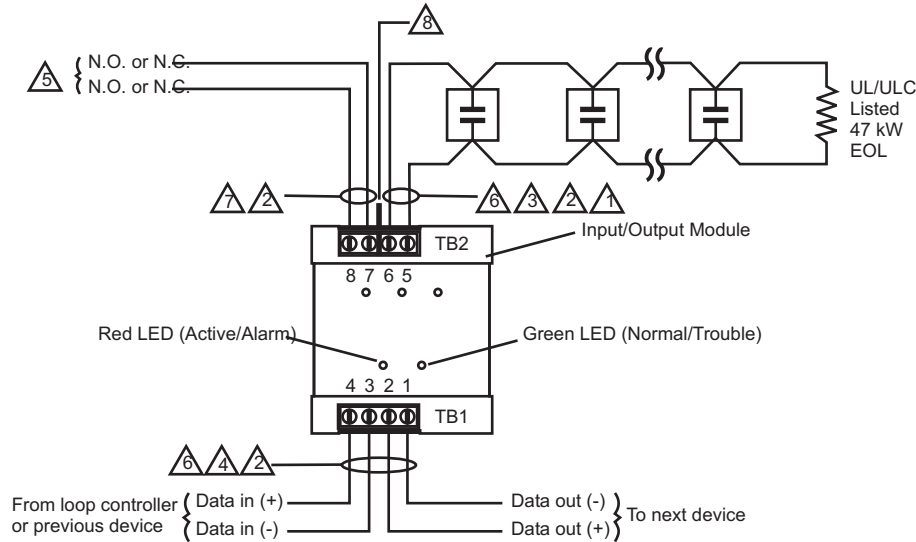 8
5
N.O. or N.C.
N.O. or N.C.
UL/ULC
Listed
47 kW
EOL
7 2
6 3 2 1
TB2
Input/Output Module
8 7 6 5
Red LED (Active/Alarm)
Green LED (Normal/Trouble)
4 3 2 1
TB1
6 4 2
From loop controller
or previous device
Data in (+)
Data in (-)
Data out (-)
Data out (+)
To next device